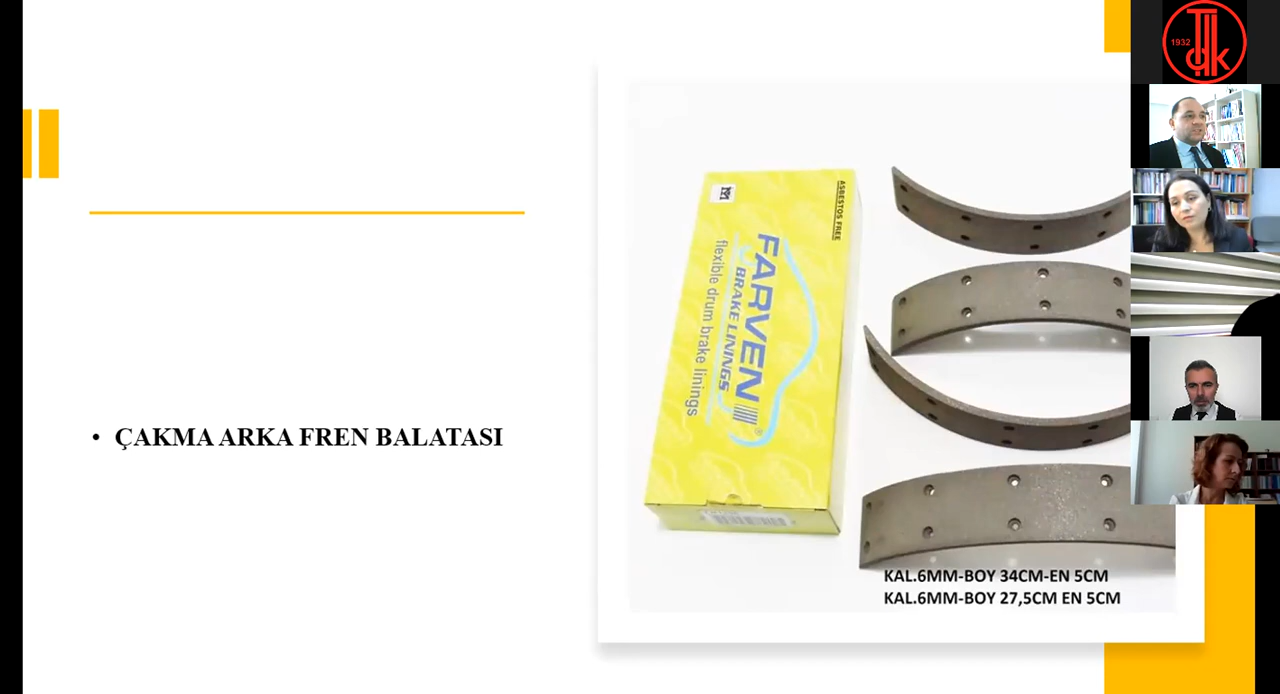 • ÇAKMA ARKA FREN BALATASI
ASBESTOS FREE
FARVEN
®
BRAKE LININGS
flexible drum brake linings
KAL.6MM-BOY 34CM-EN 5CM
KAL.6MM-BOY 27,5CM EN 5CM
1932